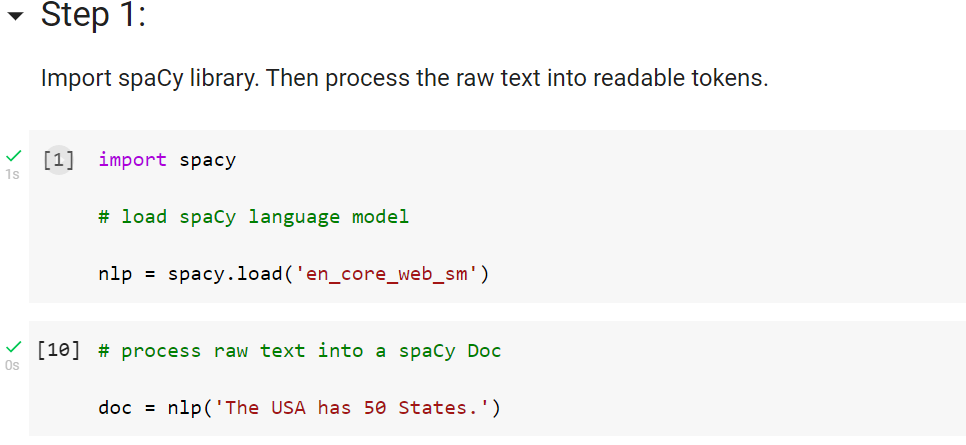 Step 1:
Import spaCy library. Then process the raw text into readable tokens.
[1] import spacy
1s
# load spaCy language model
nlp = spacy.load('en_core_web_sm')
[10] # process raw text into a spaCy Doc
0s
doc = nlp('The USA has 50 States.')